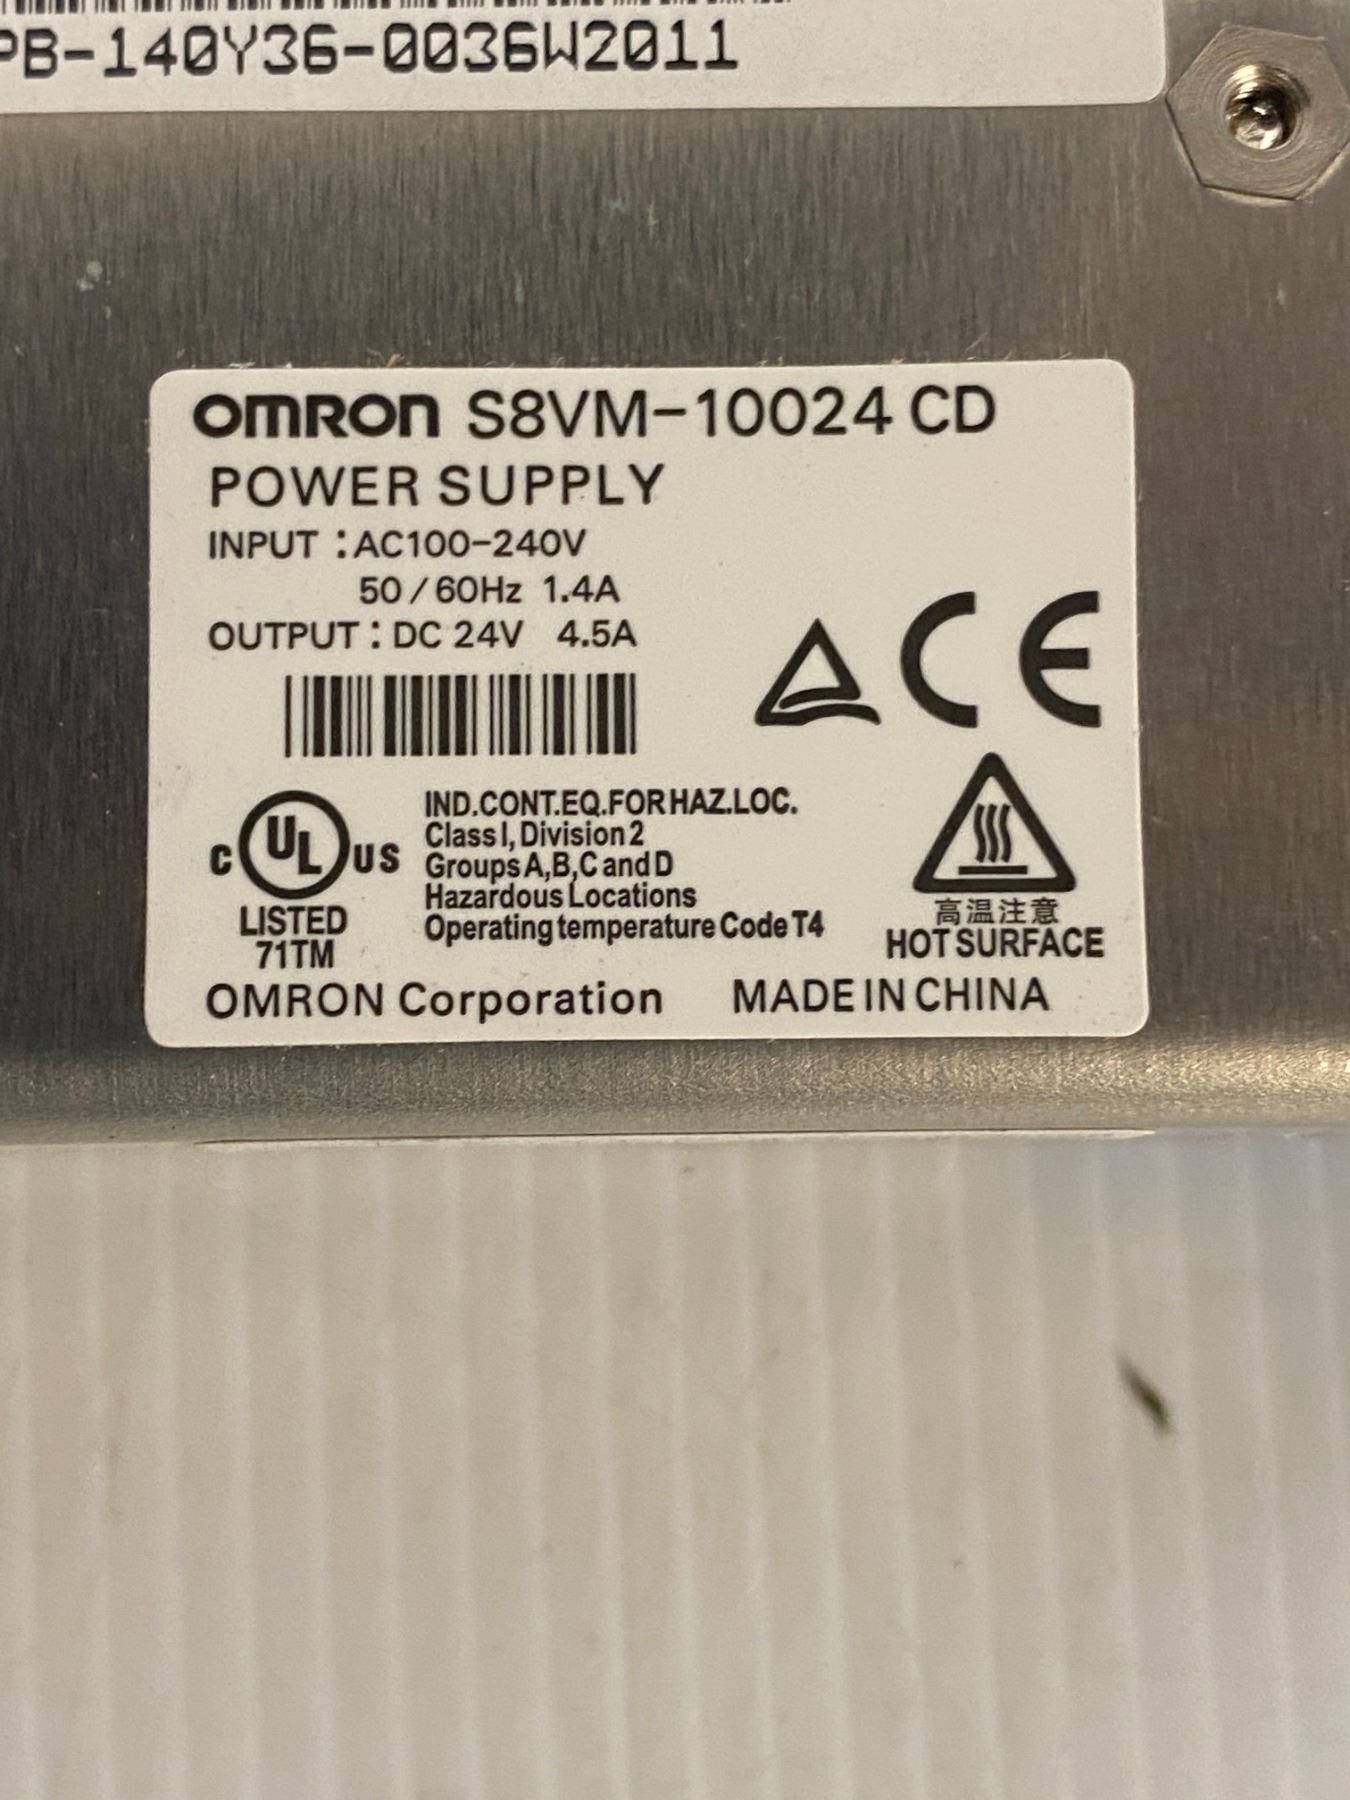 PB-140Y36-0036W2011
OMRON S8VM-10024 CD
POWER SUPPLY
INPUT : AC100-240V
50 / 60Hz 1.4A
OUTPUT : DC 24V 4.5A
CE
C UL US
LISTED
71TM
IND.CONT.EQ.FOR HAZ.LOC.
Class I, Division 2
Groups A,B,C and D
Hazardous Locations
Operating temperature Code T4
高温注意
HOT SURFACE
OMRON Corporation MADE IN CHINA